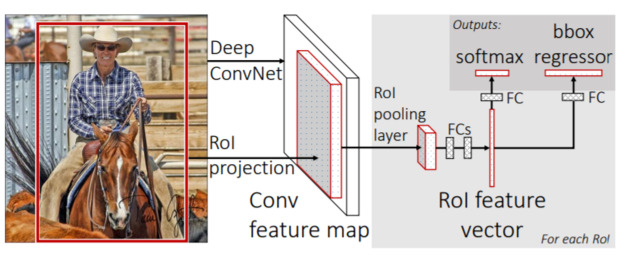 Deep
ConvNet
RoI
projection
Conv
feature map
RoI
pooling
layer
FCs
RoI feature
vector
Outputs:
softmax
bbox
regressor
FC
FC
For each RoI